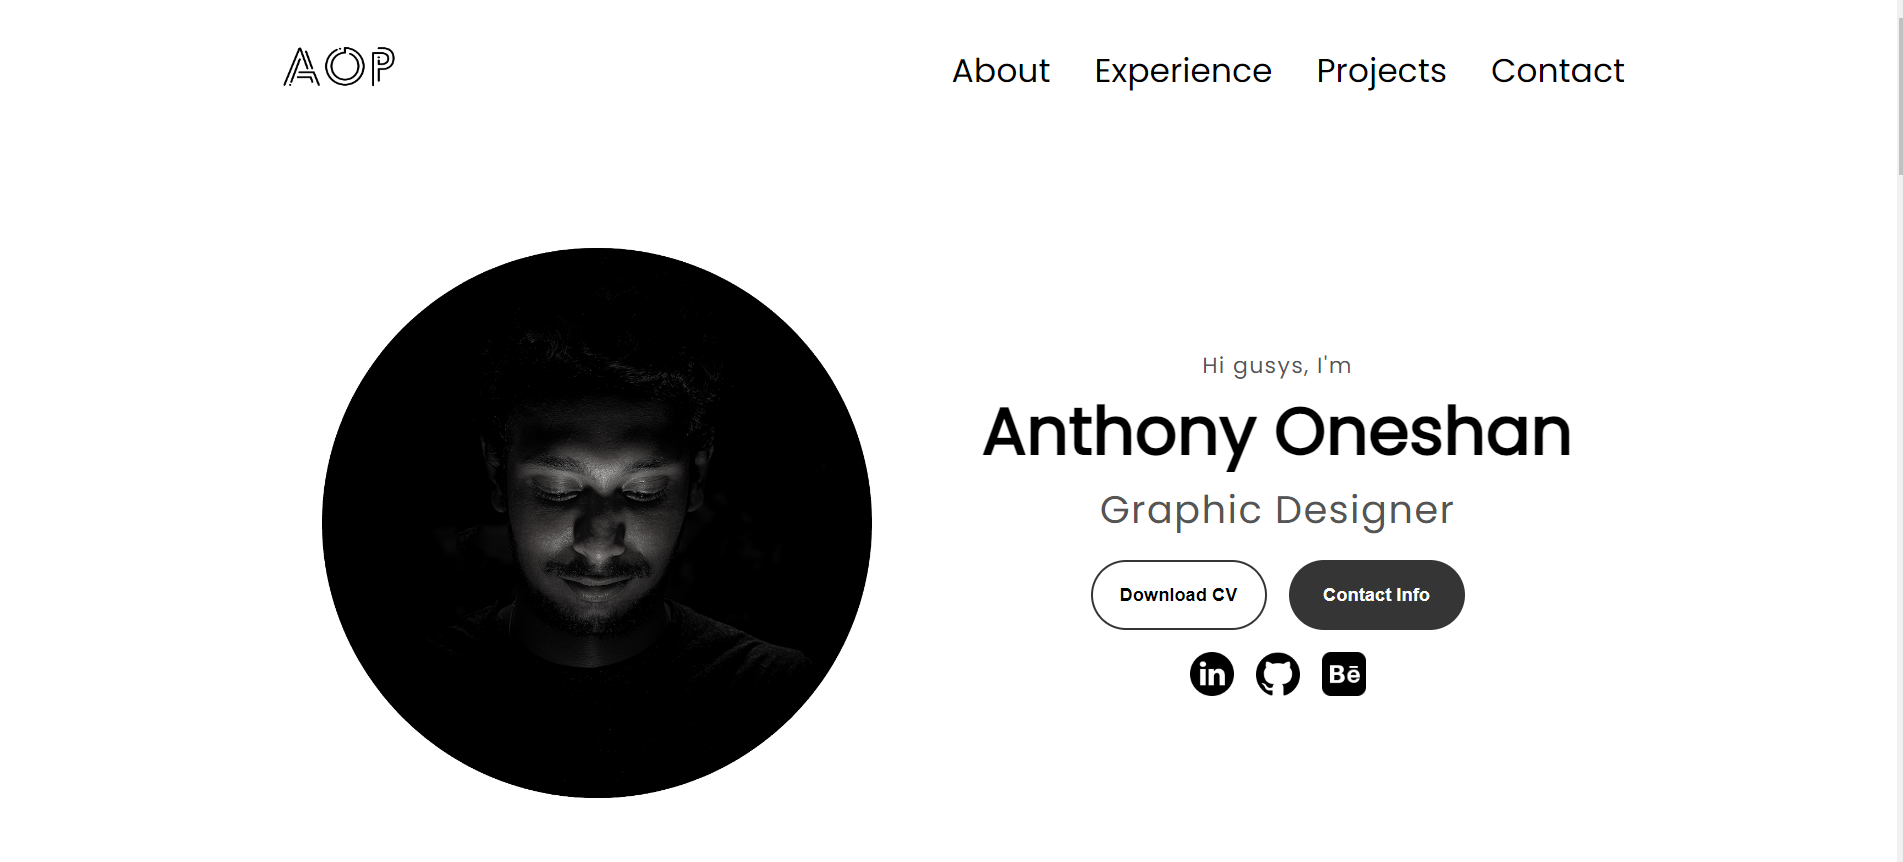 AOP
About Experience Projects Contact
Hi gusys, I'm
Anthony Oneshan
Graphic Designer
Download CV Contact Info
in Bē